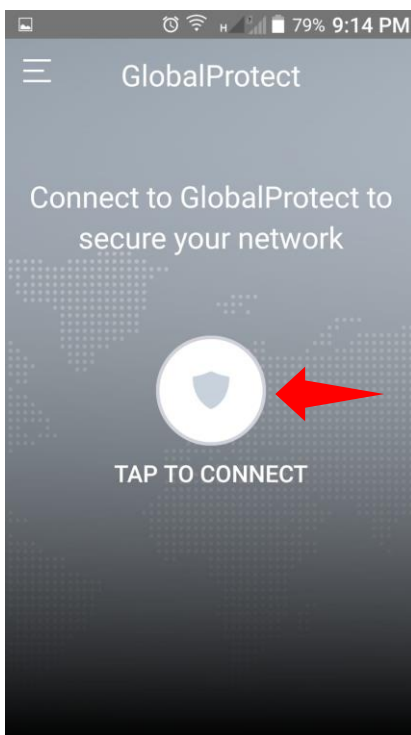 H 79% 9:14 PM
GlobalProtect
Connect to GlobalProtect to
secure your network
TAP TO CONNECT